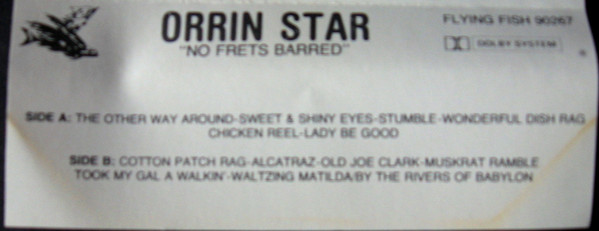 ORRIN STAR
"NO FRETS BARRED"
FLYING FISH 90267
DOLBY SYSTEM
SIDE A: THE OTHER WAY AROUND-SWEET & SHINY EYES-STUMBLE-WONDERFUL DISH RAG
CHICKEN REEL-LADY BE GOOD
SIDE B: COTTON PATCH RAG-ALCATRAZ-OLD JOE CLARK-MUSKRAT RAMBLE
TOOK MY GAL A WALKIN'-WALTZING MATILDA/BY THE RIVERS OF BABYLON